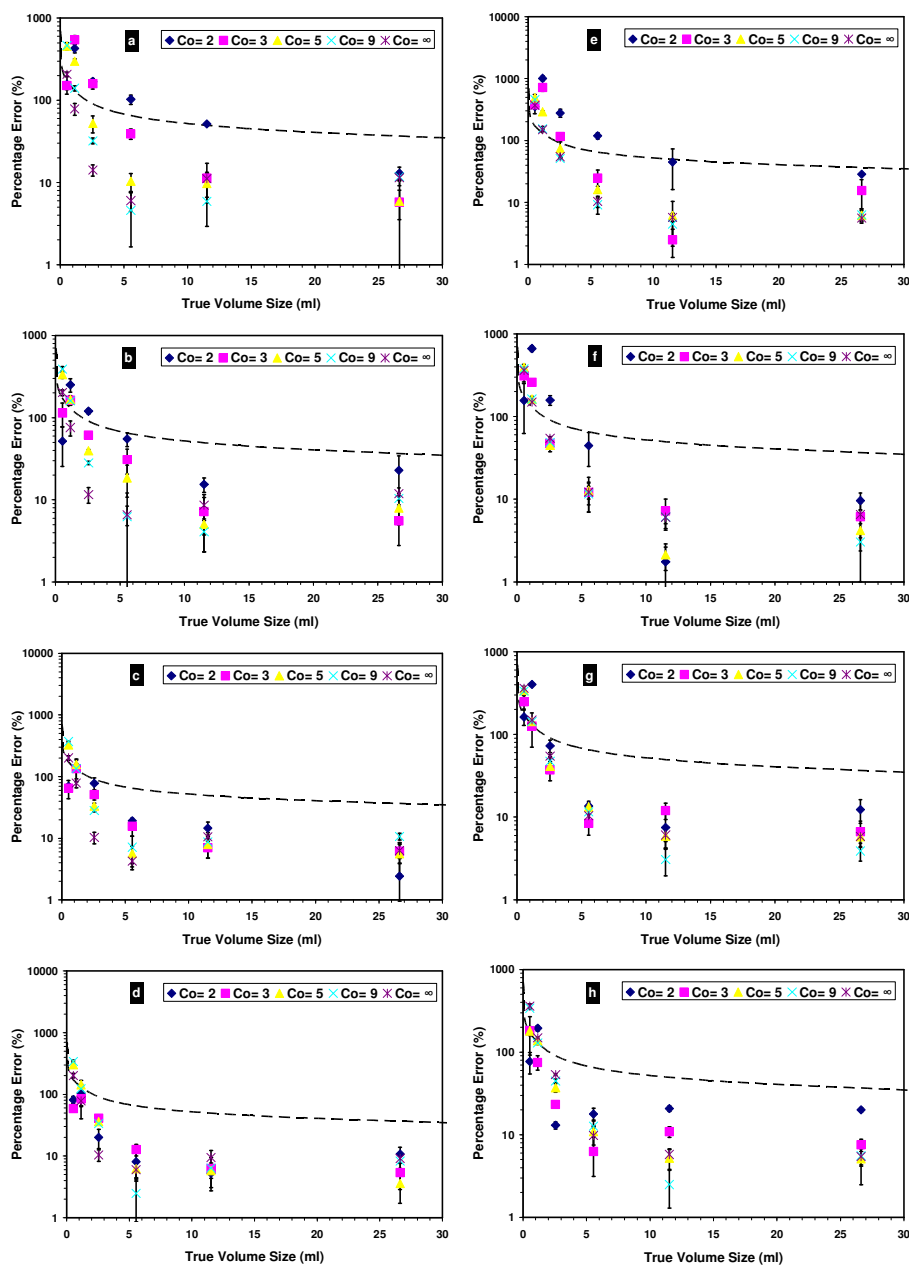 a
Co= 2 Co= 3 Co= 5 Co= 9 Co= ∞
Percentage Error (%)
1000
100
10
1
0 5 10 15 20 25 30
True Volume Size (ml)
b
Co= 2 Co= 3 Co= 5 Co= 9 Co= ∞
Percentage Error (%)
1000
100
10
1
0 5 10 15 20 25 30
True Volume Size (ml)
c
Co= 2 Co= 3 Co= 5 Co= 9 Co= ∞
Percentage Error (%)
10000
1000
100
10
1
0 5 10 15 20 25 30
True Volume Size (ml)
d
Co= 2 Co= 3 Co= 5 Co= 9 Co= ∞
Percentage Error (%)
10000
1000
100
10
1
0 5 10 15 20 25 30
True Volume Size (ml)
e
Co= 2 Co= 3 Co= 5 Co= 9 Co= ∞
Percentage Error (%)
10000
1000
100
10
1
0 5 10 15 20 25 30
True Volume Size (ml)
f
Co= 2 Co= 3 Co= 5 Co= 9 Co= ∞
Percentage Error (%)
1000
100
10
1
0 5 10 15 20 25 30
True Volume Size (ml)
g
Co= 2 Co= 3 Co= 5 Co= 9 Co= ∞
Percentage Error (%)
1000
100
10
1
0 5 10 15 20 25 30
True Volume Size (ml)
h
Co= 2 Co= 3 Co= 5 Co= 9 Co= ∞
Percentage Error (%)
1000
100
10
1
0 5 10 15 20 25 30
True Volume Size (ml)